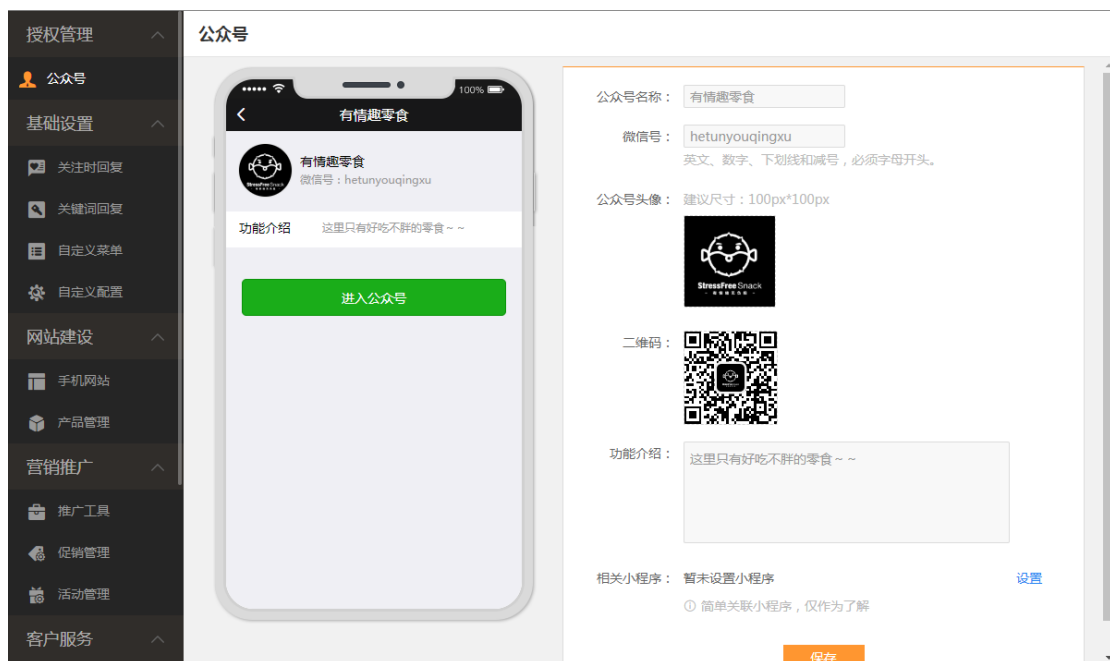 授权管理
公众号
基础设置
关注时回复
关键词回复
自定义菜单
自定义配置
网站建设
手机网站
产品管理
营销推广
推广工具
促销管理
活动管理
客户服务
公众号
100%
有情趣零食
有情趣零食
微信号：hetunyouqingxu
功能介绍 这里只有好吃不胖的零食～～
进入公众号
公众号名称： 有情趣零食
微信号： hetunyouqingxu
英文、数字、下划线和减号，必须字母开头。
公众号头像： 建议尺寸：100px*100px
StressFree Snack
二维码：
功能介绍： 这里只有好吃不胖的零食～～
相关小程序： 暂未设置小程序 设置
简单关联小程序，仅作为了解
保存